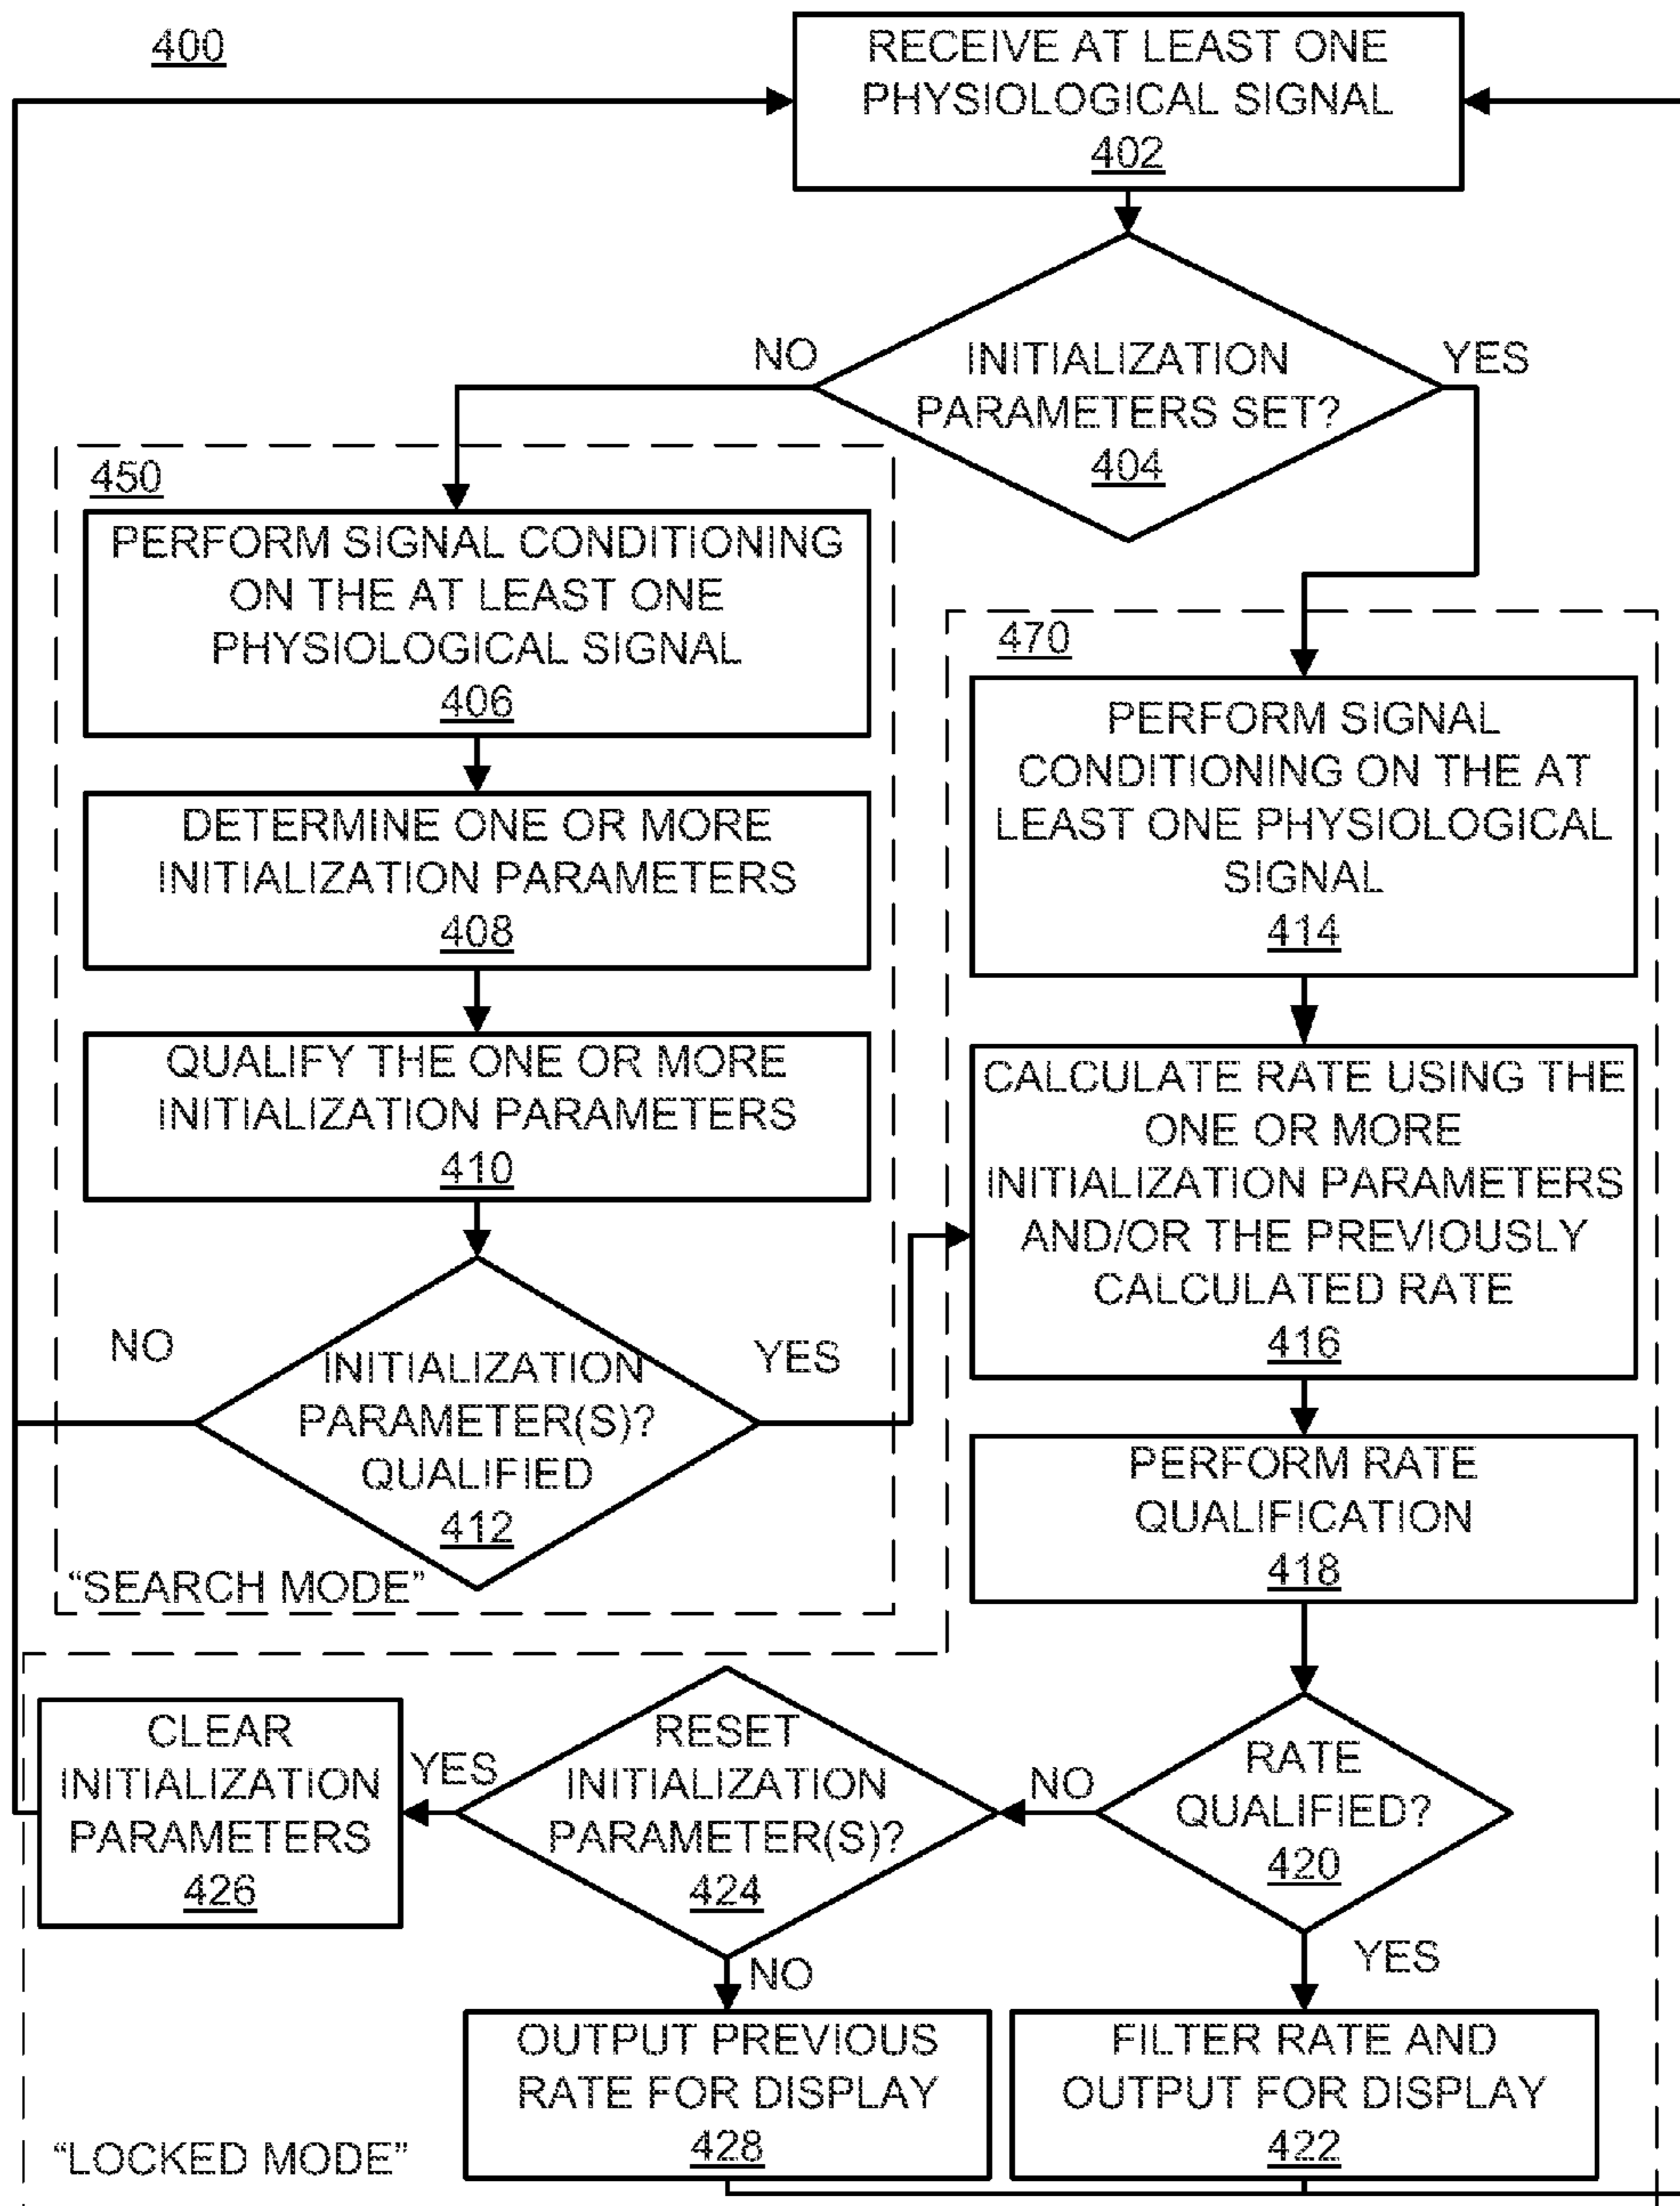 400
RECEIVE AT LEAST ONE
PHYSIOLOGICAL SIGNAL
402
NO
INITIALIZATION
PARAMETERS SET?
404
YES
450
PERFORM SIGNAL CONDITIONING
ON THE AT LEAST ONE
PHYSIOLOGICAL SIGNAL
406
DETERMINE ONE OR MORE
INITIALIZATION PARAMETERS
408
QUALIFY THE ONE OR MORE
INITIALIZATION PARAMETERS
410
NO
INITIALIZATION
PARAMETER(S)?
QUALIFIED
412
YES
“SEARCH MODE”
470
PERFORM SIGNAL
CONDITIONING ON THE AT
LEAST ONE PHYSIOLOGICAL
SIGNAL
414
CALCULATE RATE USING THE
ONE OR MORE
INITIALIZATION PARAMETERS
AND/OR THE PREVIOUSLY
CALCULATED RATE
416
PERFORM RATE
QUALIFICATION
418
RATE
QUALIFIED?
420
NO
YES
RESET
INITIALIZATION
PARAMETER(S)?
424
YES
NO
CLEAR
INITIALIZATION
PARAMETERS
426
OUTPUT PREVIOUS
RATE FOR DISPLAY
428
FILTER RATE AND
OUTPUT FOR DISPLAY
422
“LOCKED MODE”